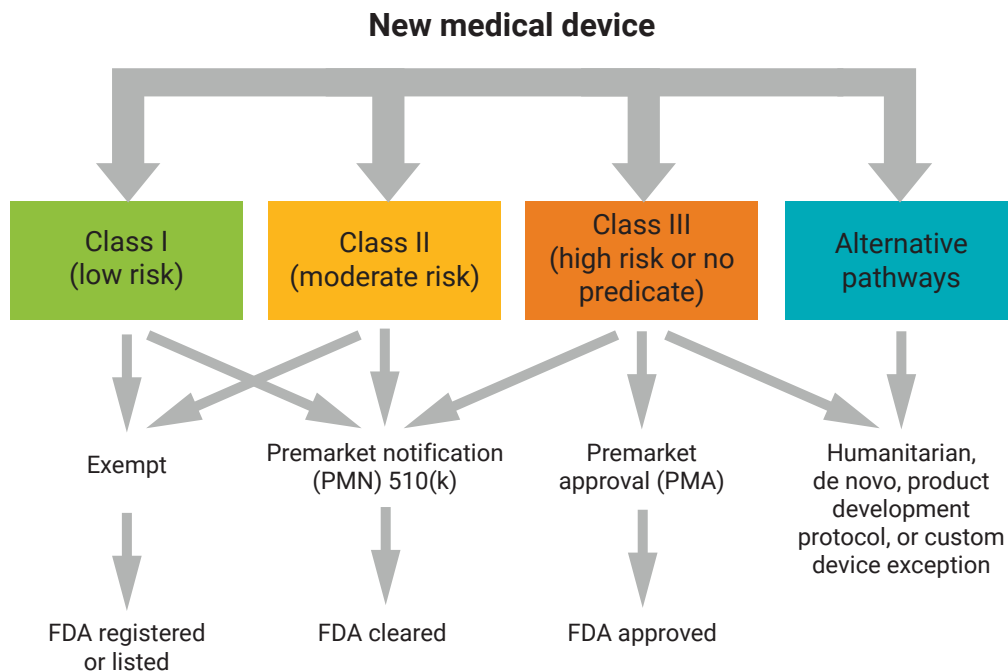 New medical device
Class I
(low risk)
Class II
(moderate risk)
Class III
(high risk or no
predicate)
Alternative
pathways
Exempt
Premarket notification
(PMN) 510(k)
Premarket
approval (PMA)
Humanitarian,
de novo, product
development
protocol, or custom
device exception
FDA registered
or listed
FDA cleared
FDA approved